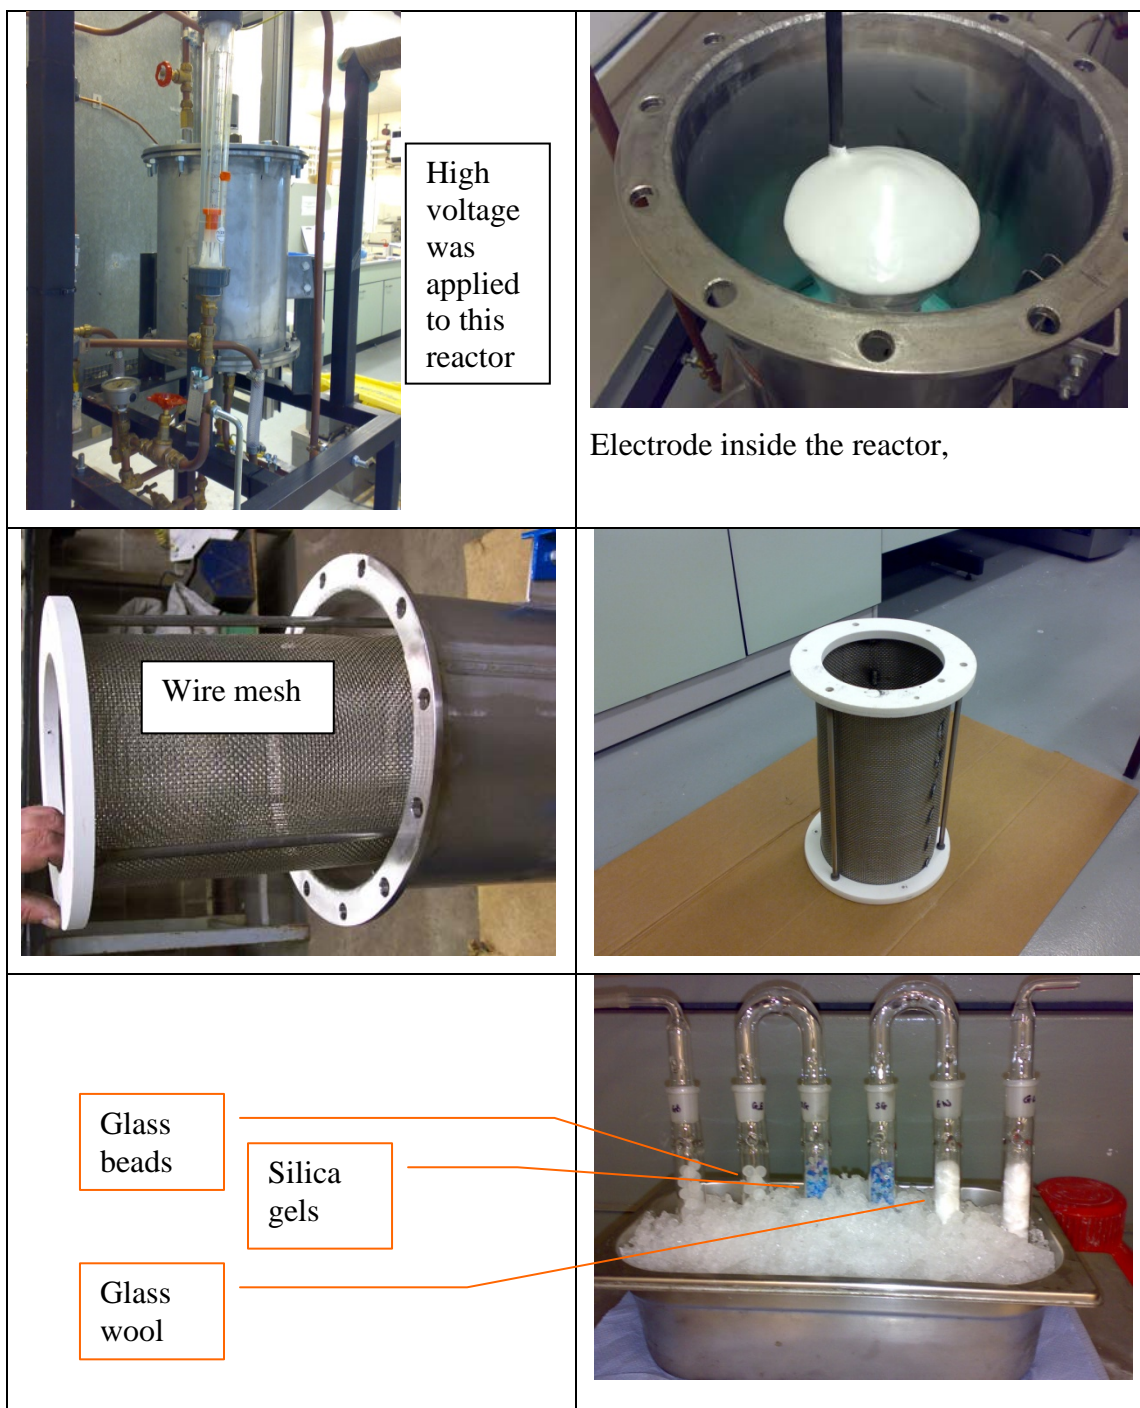 High
voltage
was
applied
to this
reactor
Electrode inside the reactor,
Wire mesh
Glass
beads
Silica
gels
Glass
wool
SG